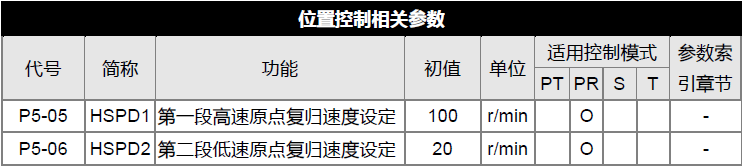 位置控制相关参数
代号 简称 功能 初值 单位 适用控制模式 参数索引章节
PT PR S T
P5-05 HSPD1 第一段高速原点复归速度设定 100 r/min O -
P5-06 HSPD2 第二段低速原点复归速度设定 20 r/min O -